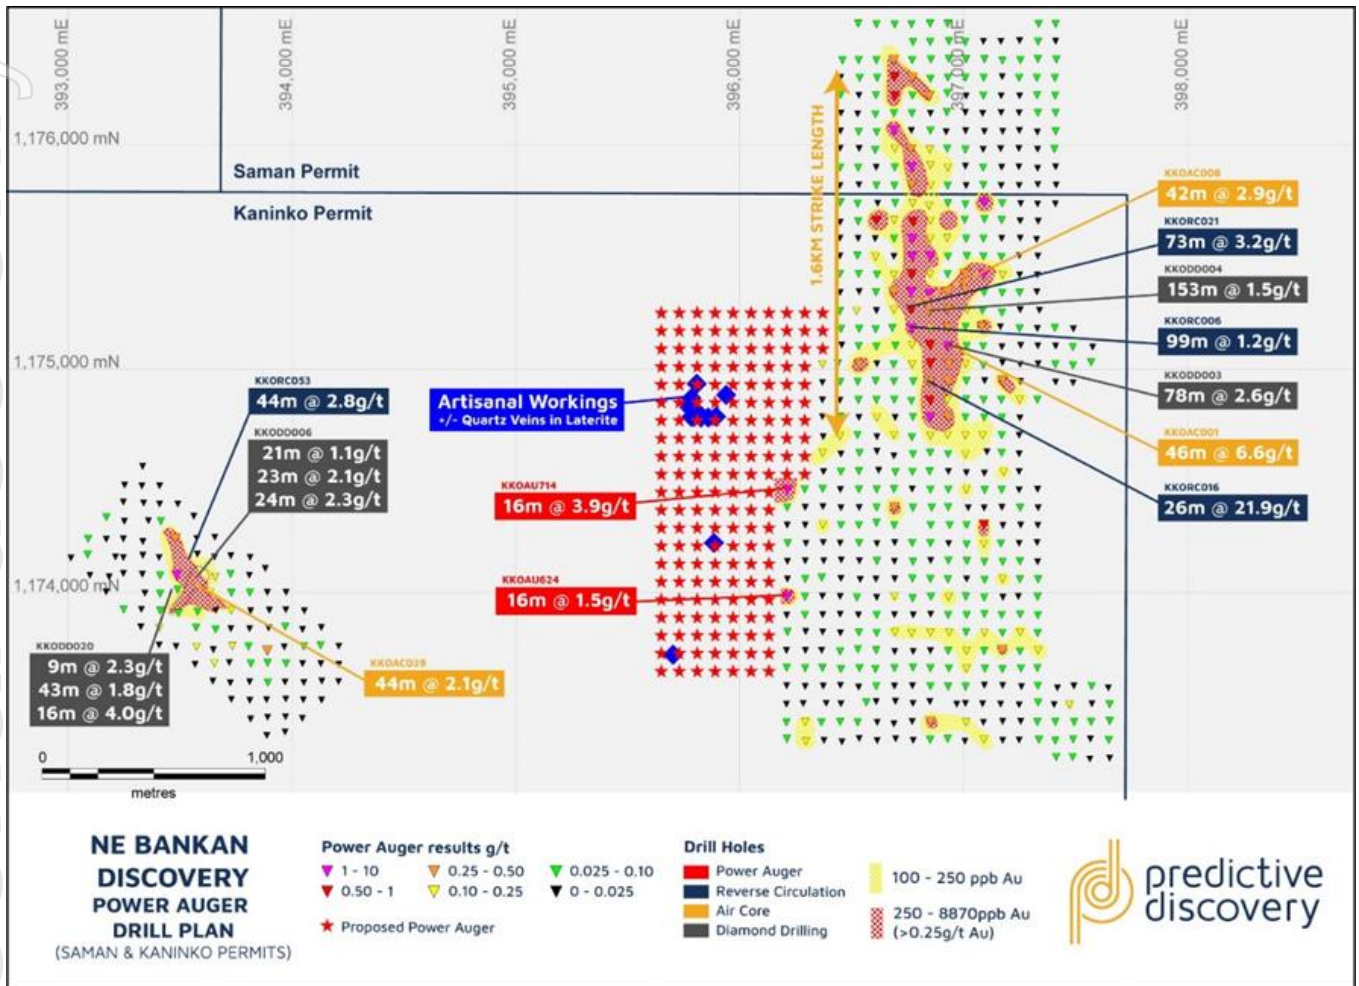 393,000 mE
394,000 mE
395,000 mE
396,000 mE
397,000 mE
398,000 mE
1,176,000 mN
Saman Permit
Kaninko Permit
1.6KM STRIKE LENGTH
KKOAC008
42m @ 2.9g/t
KKORC021
73m @ 3.2g/t
KKODD004
153m @ 1.5g/t
KKORC006
99m @ 1.2g/t
KKODD003
78m @ 2.6g/t
KKOAC001
46m @ 6.6g/t
KKORC016
26m @ 21.9g/t
1,175,000 mN
KKORC053
44m @ 2.8g/t
KKODD006
21m @ 1.1g/t
23m @ 2.1g/t
24m @ 2.3g/t
Artisanal Workings
+/- Quartz Veins in Laterite
KKOAU714
16m @ 3.9g/t
KKOAU624
16m @ 1.5g/t
1,174,000 mN
KKODD020
9m @ 2.3g/t
43m @ 1.8g/t
16m @ 4.0g/t
KKOAC039
44m @ 2.1g/t
0 1,000
metres
NE BANKAN
DISCOVERY
POWER AUGER
DRILL PLAN
(SAMAN & KANINKO PERMITS)
Power Auger results g/t
1 - 10 0.25 - 0.50 0.025 - 0.10
0.50 - 1 0.10 - 0.25 0 - 0.025
Proposed Power Auger
Drill Holes
Power Auger
Reverse Circulation
Air Core
Diamond Drilling
100 - 250 ppb Au
250 - 8870ppb Au
(>0.25g/t Au)
predictive
discovery